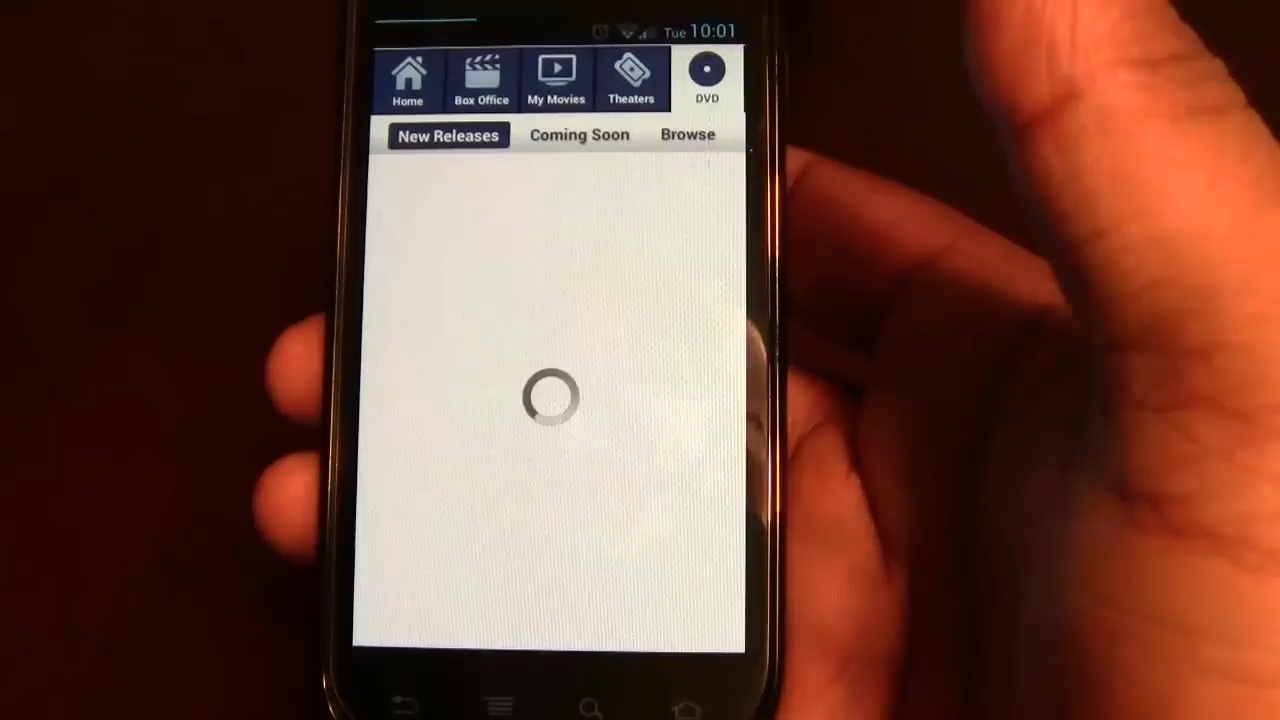 Tue 10:01
Home Box Office My Movies Theaters DVD
New Releases Coming Soon Browse